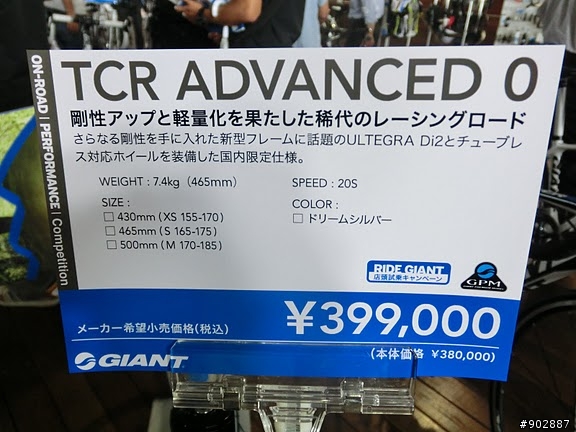 ON-ROAD | PERFORMANCE | Competition
TCR ADVANCED 0
剛性アップと軽量化を果たした稀代のレーシングロード
さらなる剛性を手に入れた新型フレームに話題のULTEGRA Di2とチューブレ
ス対応ホイールを装備した国内限定仕様。
WEIGHT : 7.4kg (465mm)
SPEED : 20S
SIZE :
□ 430mm (XS 155-170)
□ 465mm (S 165-175)
□ 500mm (M 170-185)
COLOR :
□ ドリームシルバー
RIDE GIANT
店頭試乗キャンペーン
GPM
メーカー希望小売価格(税込)
¥399,000
(本体価格 ¥380,000)
GIANT
#902887